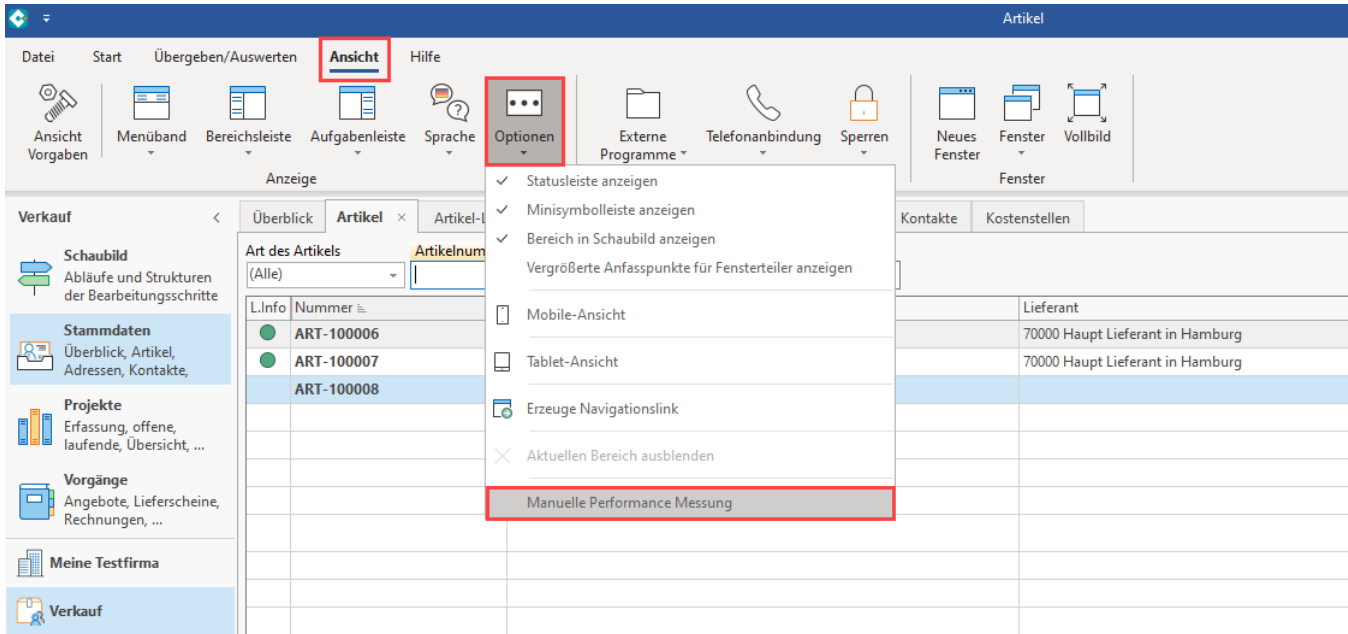 Artikel
Datei Start Übergeben/Auswerten Ansicht Hilfe
Ansicht Vorgaben
Menüband
Bereichsleiste
Aufgabenleiste
Sprache
Optionen
Externe Programme
Telefonanbindung
Sperren
Neues Fenster
Fenster
Vollbild
Anzeige
Fenster
Verkauf
Schaubild
Abläufe und Strukturen
der Bearbeitungsschritte
Stammdaten
Überblick, Artikel,
Adressen, Kontakte,
Projekte
Erfassung, offene,
laufende, Übersicht, ...
Vorgänge
Angebote, Lieferscheine,
Rechnungen, ...
Meine Testfirma
Verkauf
Überblick Artikel Artikel-L Kontakte Kostenstellen
Art des Artikels Artikelnum
(Alle)
L.Info Nummer Lieferant
ART-100006 70000 Haupt Lieferant in Hamburg
ART-100007 70000 Haupt Lieferant in Hamburg
ART-100008
Statusleiste anzeigen
Minisymbolleiste anzeigen
Bereich in Schaubild anzeigen
Vergrößerte Anfasspunkte für Fensterteiler anzeigen
Mobile-Ansicht
Tablet-Ansicht
Erzeuge Navigationslink
Aktuellen Bereich ausblenden
Manuelle Performance Messung